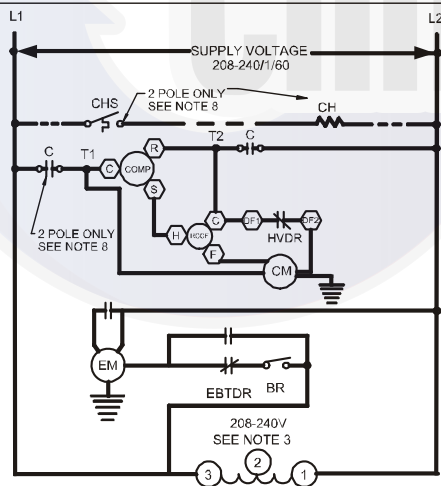 L1
L2
SUPPLY VOLTAGE
208-240/1/60
2 POLE ONLY
SEE NOTE 8
CHS
CH
C
T1
T2
C
R
C
COMP
S
2 POLE ONLY
SEE NOTE 8
C
DF1
DF2
H
RCCF
HVDR
F
CM
EM
EBTDR
BR
208-240V
SEE NOTE 3
3
2
1